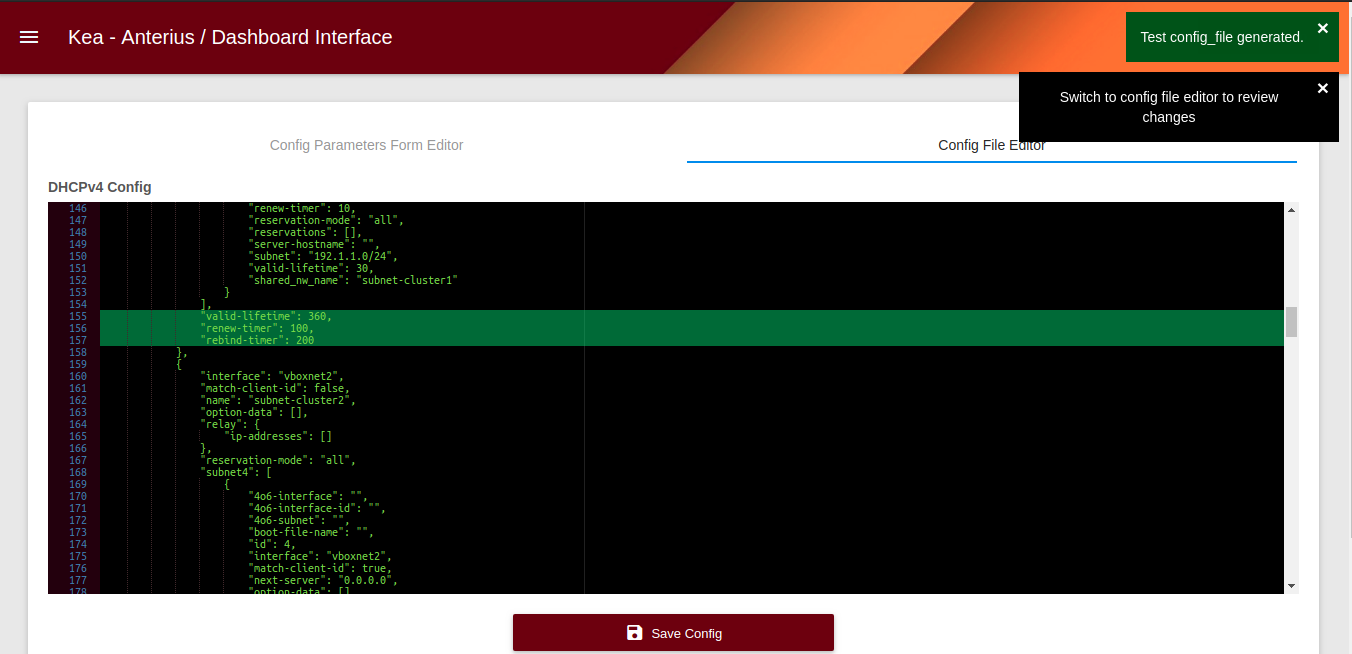 Kea - Anterius / Dashboard Interface
Test config_file generated.
Switch to config file editor to review
changes
Config Parameters Form Editor
Config File Editor
DHCPv4 Config
146 "renew-timer": 10,
147 "reservation-mode": "all",
148 "reservations": [],
149 "server-hostname": "",
150 "subnet": "192.1.1.0/24",
151 "valid-lifetime": 30,
152 "shared_nw_name": "subnet-cluster1"
153 }
154 ],
155 "valid-lifetime": 360,
156 "renew-timer": 100,
157 "rebind-timer": 200
158 },
159 {
160 "interface": "vboxnet2",
161 "match-client-id": false,
162 "name": "subnet-cluster2",
163 "option-data": [],
164 "relay": {
165 "ip-addresses": []
166 },
167 "reservation-mode": "all",
168 "subnet4": [
169 {
170 "4o6-interface": "",
171 "4o6-interface-id": "",
172 "4o6-subnet": "",
173 "boot-file-name": "",
174 "id": 4,
175 "interface": "vboxnet2",
176 "match-client-id": true,
177 "next-server": "0.0.0.0",
178 "option-data": []
Save Config